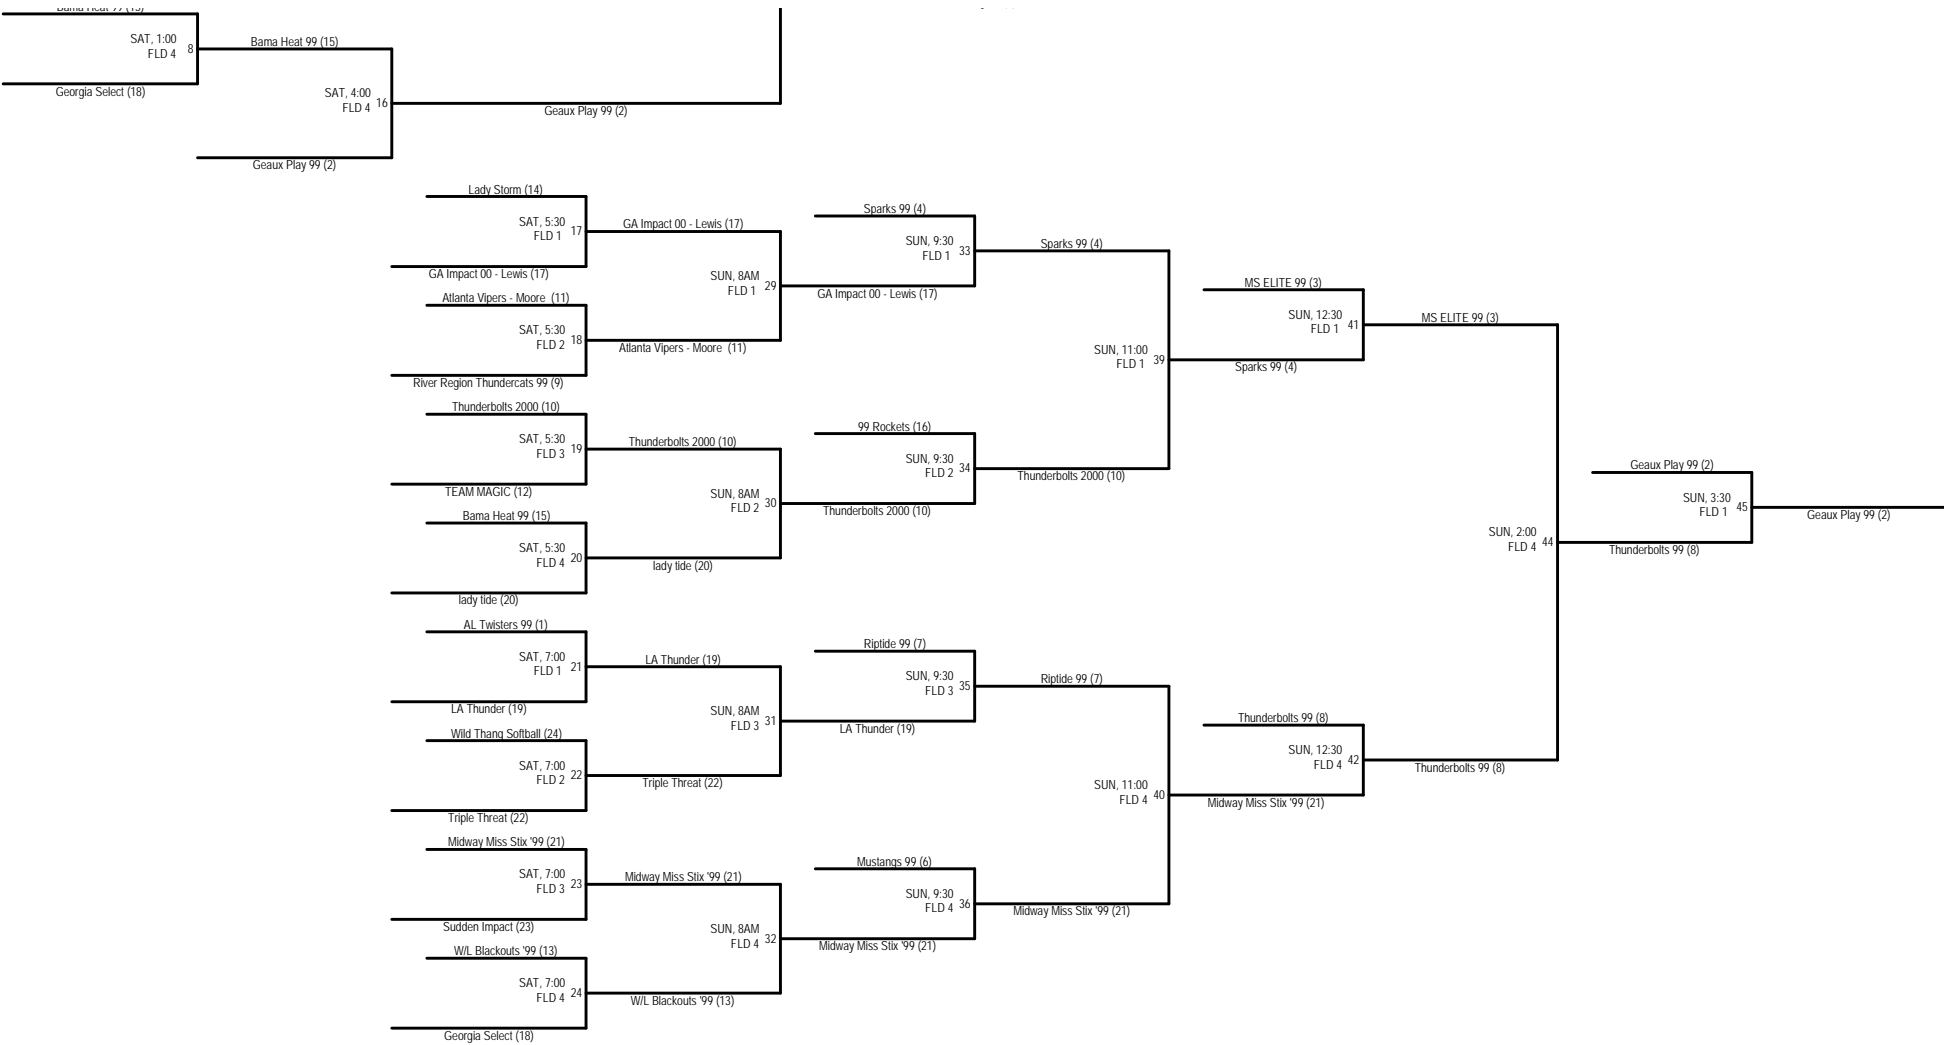 Bama Heat 99 (15)
SAT, 1:00
FLD 4
8
Georgia Select (18)
Bama Heat 99 (15)
SAT, 4:00
FLD 4
16
Geaux Play 99 (2)
Geaux Play 99 (2)
Lady Storm (14)
SAT, 5:30
FLD 1
17
GA Impact 00 - Lewis (17)
Atlanta Vipers - Moore (11)
SAT, 5:30
FLD 2
18
River Region Thundercats 99 (9)
Thunderbolts 2000 (10)
SAT, 5:30
FLD 3
19
TEAM MAGIC (12)
Bama Heat 99 (15)
SAT, 5:30
FLD 4
20
lady tide (20)
AL Twisters 99 (1)
SAT, 7:00
FLD 1
21
LA Thunder (19)
Wild Thang Softball (24)
SAT, 7:00
FLD 2
22
Triple Threat (22)
Midway Miss Stix '99 (21)
SAT, 7:00
FLD 3
23
Sudden Impact (23)
W/L Blackouts '99 (13)
SAT, 7:00
FLD 4
24
Georgia Select (18)
GA Impact 00 - Lewis (17)
SUN, 8AM
FLD 1
29
Atlanta Vipers - Moore (11)
Thunderbolts 2000 (10)
SUN, 8AM
FLD 2
30
lady tide (20)
LA Thunder (19)
SUN, 8AM
FLD 3
31
Triple Threat (22)
Midway Miss Stix '99 (21)
SUN, 8AM
FLD 4
32
W/L Blackouts '99 (13)
Sparks 99 (4)
SUN, 9:30
FLD 1
33
GA Impact 00 - Lewis (17)
99 Rockets (16)
SUN, 9:30
FLD 2
34
Thunderbolts 2000 (10)
Riptide 99 (7)
SUN, 9:30
FLD 3
35
LA Thunder (19)
Mustangs 99 (6)
SUN, 9:30
FLD 4
36
Midway Miss Stix '99 (21)
Sparks 99 (4)
SUN, 11:00
FLD 1
39
Thunderbolts 2000 (10)
Riptide 99 (7)
SUN, 11:00
FLD 4
40
Midway Miss Stix '99 (21)
MS ELITE 99 (3)
SUN, 12:30
FLD 1
41
Sparks 99 (4)
Thunderbolts 99 (8)
SUN, 12:30
FLD 4
42
Midway Miss Stix '99 (21)
MS ELITE 99 (3)
SUN, 2:00
FLD 4
44
Thunderbolts 99 (8)
Geaux Play 99 (2)
SUN, 3:30
FLD 1
45
Thunderbolts 99 (8)
Geaux Play 99 (2)